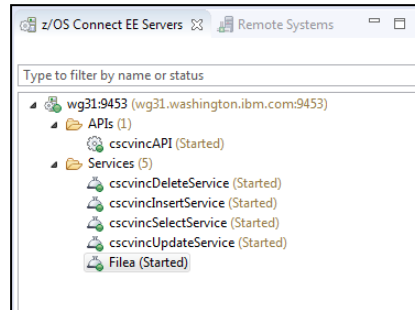 z/OS Connect EE Servers Remote Systems
Type to filter by name or status
wg31:9453 (wg31.washington.ibm.com:9453)
APIs (1)
cscvincAPI (Started)
Services (5)
cscvincDeleteService (Started)
cscvincInsertService (Started)
cscvincSelectService (Started)
cscvincUpdateService (Started)
Filea (Started)